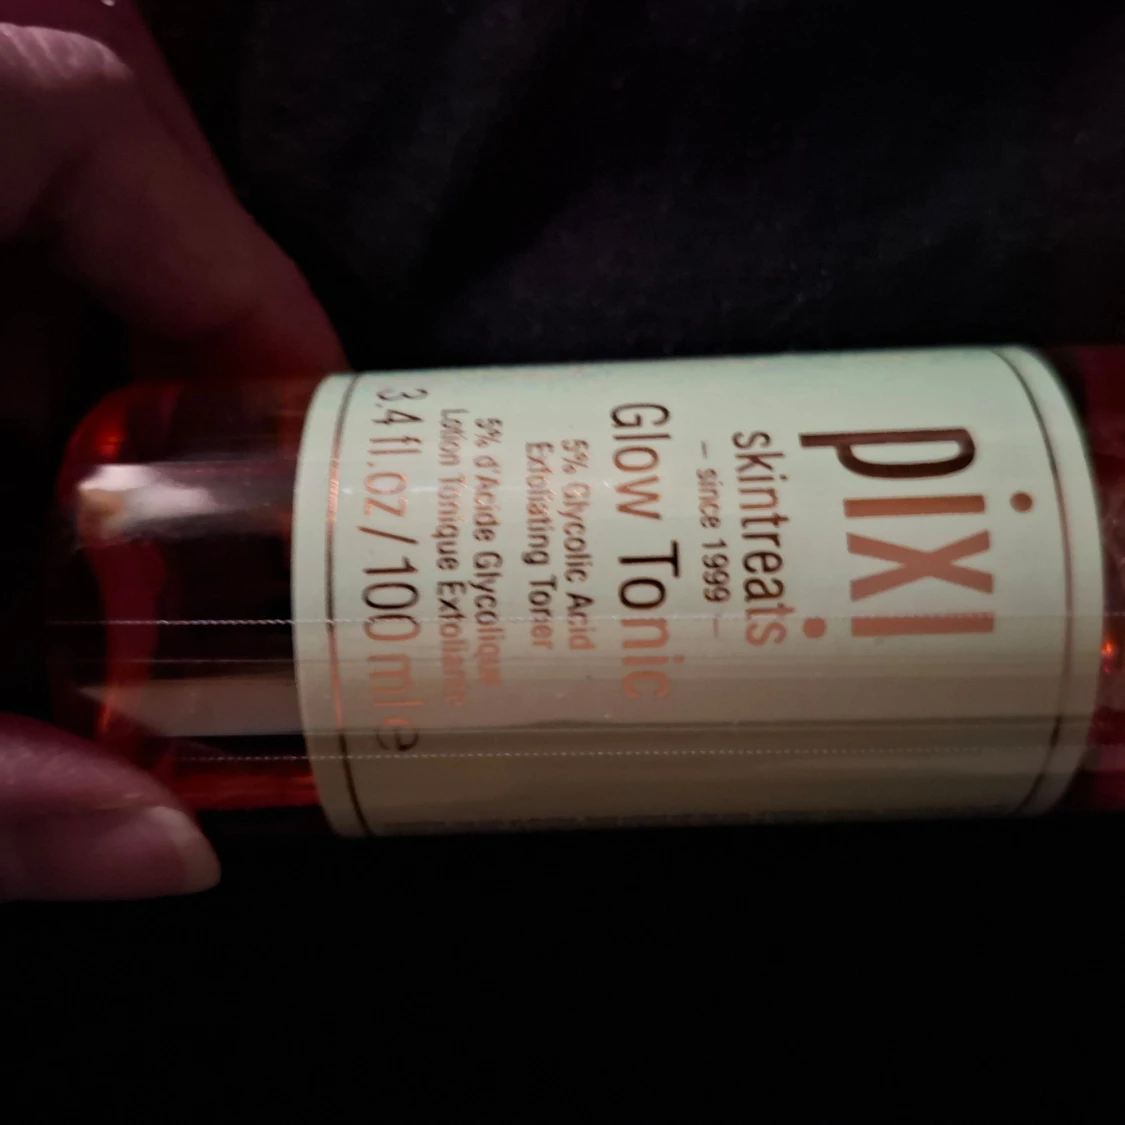 pixi
skintreats
– since 1999 –
Glow Tonic
5% Glycolic Acid
Exfoliating Toner
5% d'Acide Glycolique
Lotion Tonique Exfoliante
3.4 fl.oz / 100 ml e